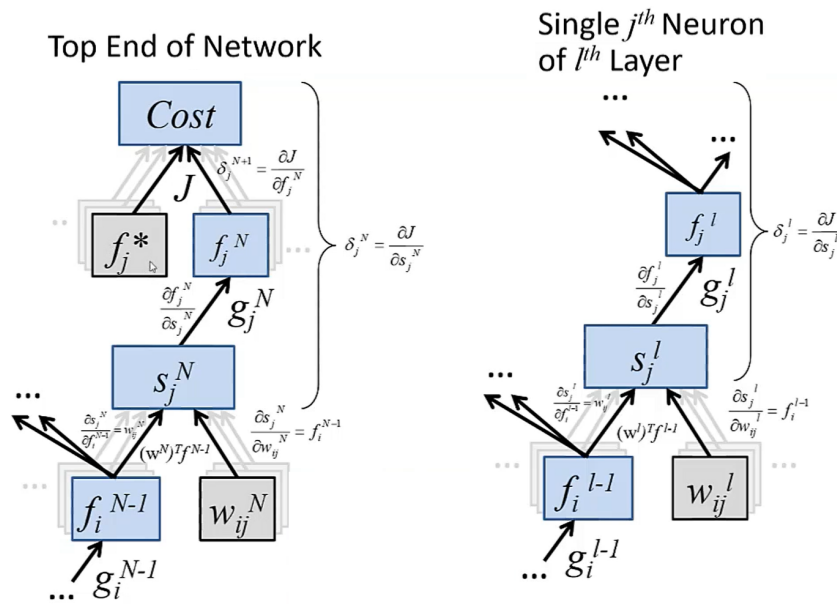 Top End of Network
Cost
δ_j^{N+1} = ∂J/∂f_j^N
J
f_j*
f_j^N
...
δ_j^N = ∂J/∂s_j^N
∂f_j^N/∂s_j^N
g_j^N
s_j^N
...
∂s_j^N/∂f_i^{N-1} = w_ij^N
(w^N)^T f^{N-1}
∂s_j^N/∂w_ij^N = f_i^{N-1}
...
f_i^{N-1}
w_ij^N
...
...
g_i^{N-1}
Single j^th Neuron
of l^th Layer
...
...
f_j^l
δ_j^l = ∂J/∂s_j^l
∂f_j^l/∂s_j^l
g_j^l
s_j^l
...
∂s_j^l/∂f_i^{l-1} = w_ij^l
(w^l)^T f^{l-1}
∂s_j^l/∂w_ij^l = f_i^{l-1}
...
f_i^{l-1}
w_ij^l
...
...
g_i^{l-1}